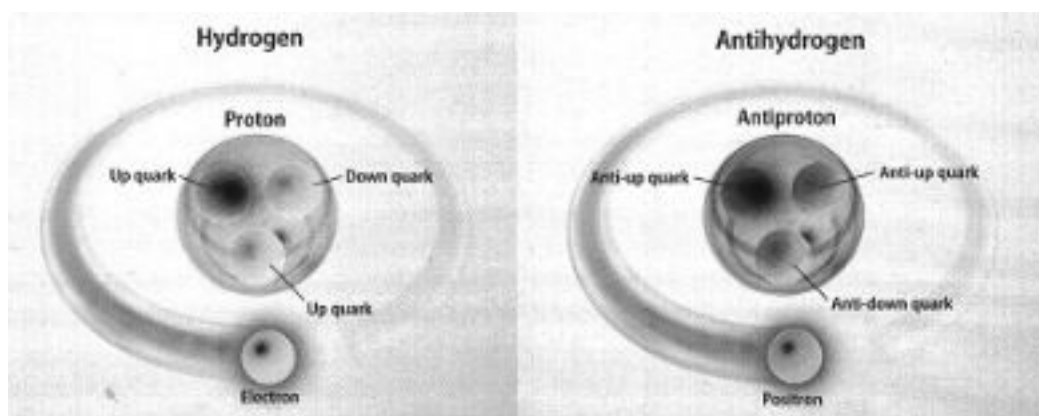 Hydrogen
Proton
Up quark
Down quark
Up quark
Electron
Antihydrogen
Antiproton
Anti-up quark
Anti-up quark
Anti-down quark
Positron